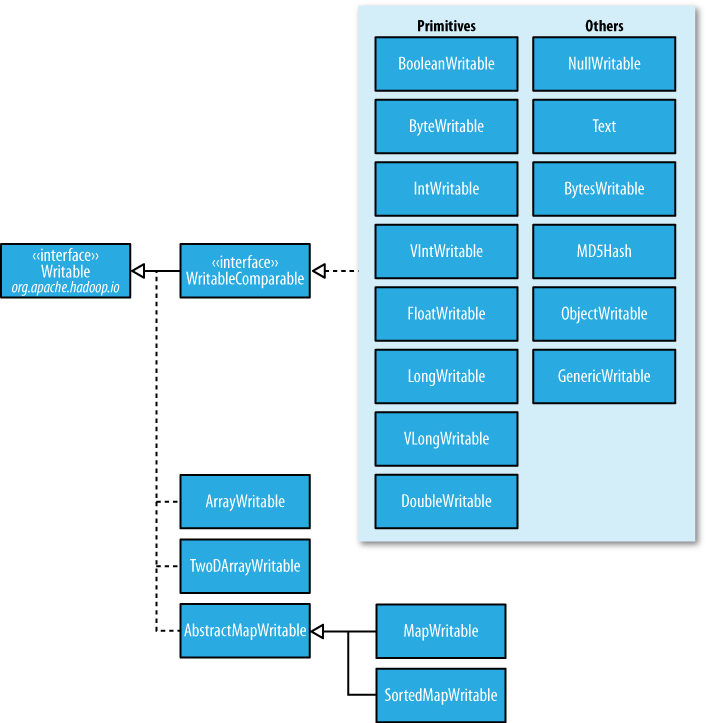 Primitives
Others
BooleanWritable
NullWritable
ByteWritable
Text
IntWritable
BytesWritable
‹‹interface››
Writable
org.apache.hadoop.io
‹‹interface››
WritableComparable
VIntWritable
MD5Hash
FloatWritable
ObjectWritable
LongWritable
GenericWritable
VLongWritable
ArrayWritable
DoubleWritable
TwoDArrayWritable
AbstractMapWritable
MapWritable
SortedMapWritable